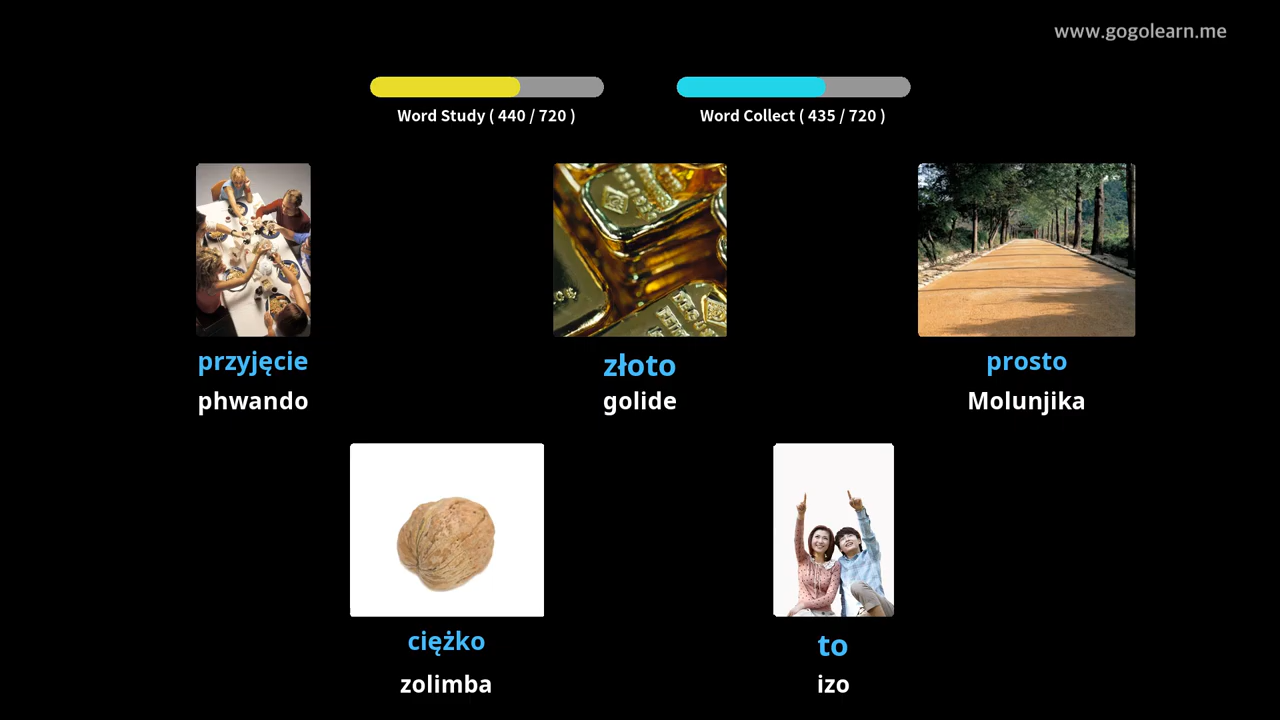 www.gogolearn.me
Word Study ( 440 / 720 )
Word Collect ( 435 / 720 )
przyjęcie
phwando
złoto
golide
prosto
Molunjika
ciężko
zolimba
to
izo